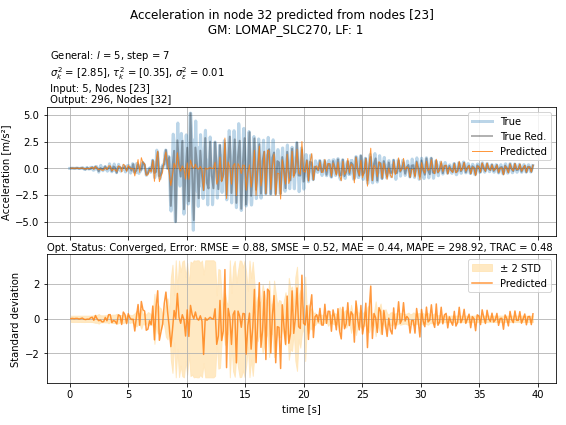 Acceleration in node 32 predicted from nodes [23]
GM: LOMAP_SLC270, LF: 1
General: l = 5, step = 7
σ²ₖ = [2.85], τ²ₖ = [0.35], σ²ᵣ = 0.01
Input: 5, Nodes [23]
Output: 296, Nodes [32]
Acceleration [m/s²]
5.0
2.5
0.0
−2.5
−5.0
True
True Red.
Predicted
Opt. Status: Converged, Error: RMSE = 0.88, SMSE = 0.52, MAE = 0.44, MAPE = 298.92, TRAC = 0.48
Standard deviation
2
0
−2
± 2 STD
Predicted
0 5 10 15 20 25 30 35 40
time [s]